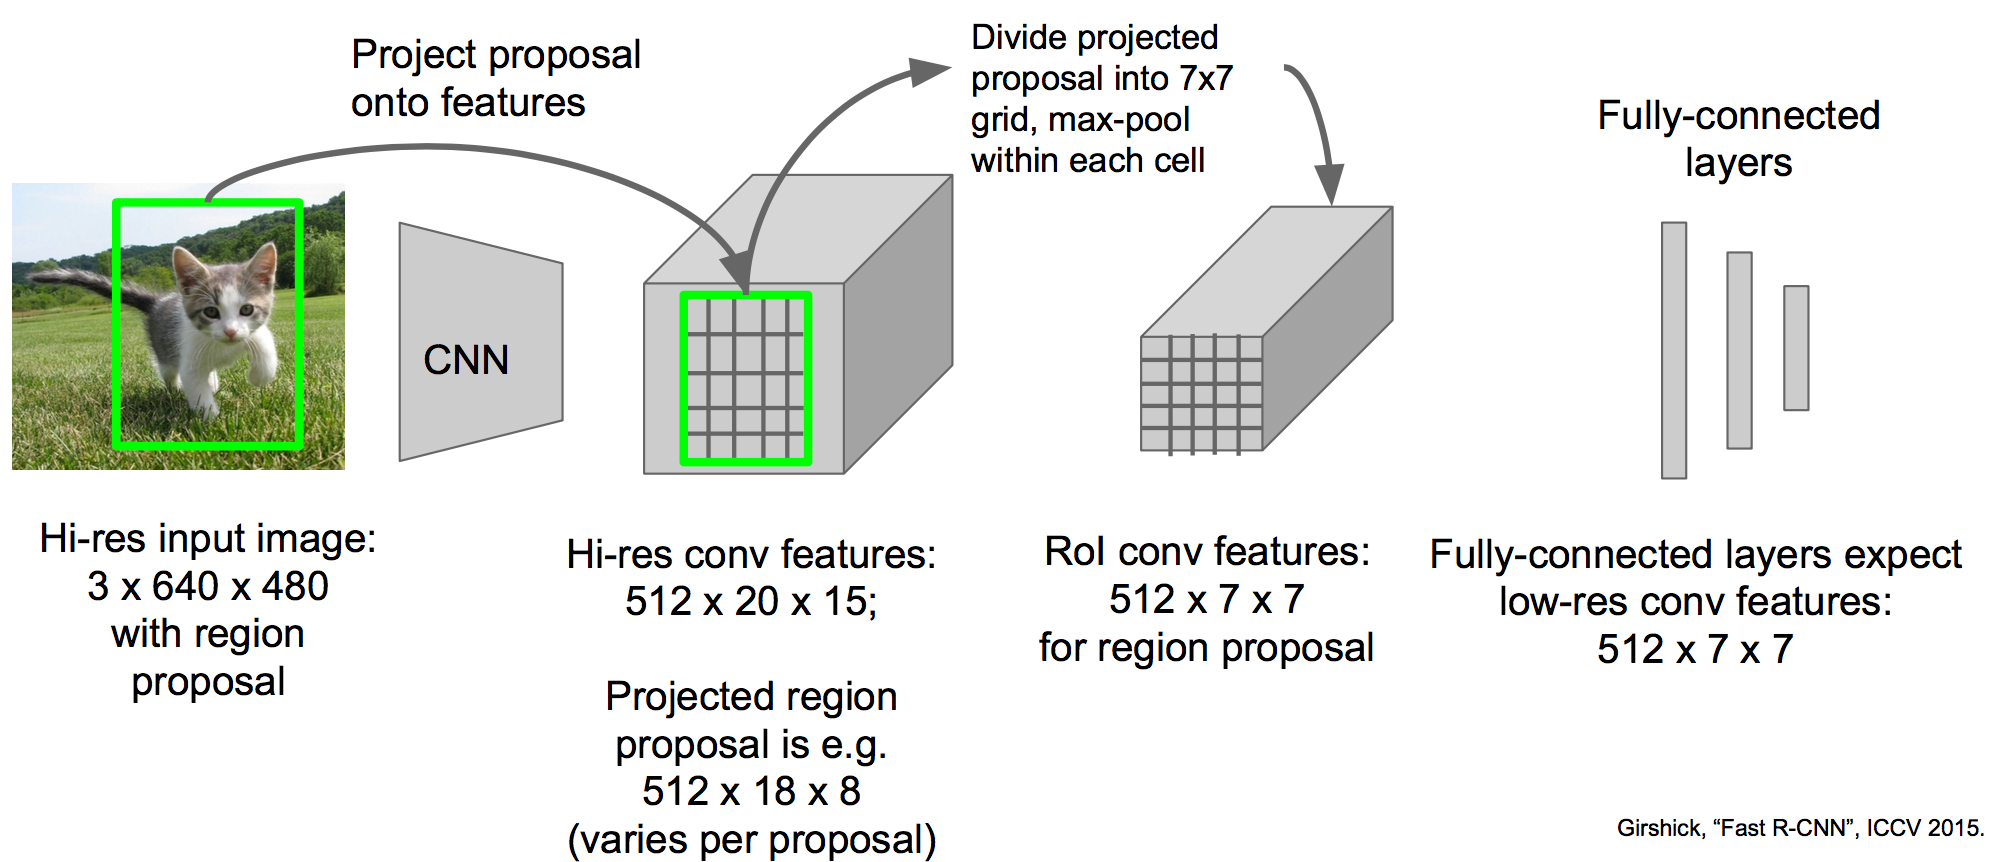 Project proposal
onto features
Divide projected
proposal into 7x7
grid, max-pool
within each cell
Fully-connected
layers
CNN
Hi-res input image:
3 x 640 x 480
with region
proposal
Hi-res conv features:
512 x 20 x 15;
Projected region
proposal is e.g.
512 x 18 x 8
(varies per proposal)
RoI conv features:
512 x 7 x 7
for region proposal
Fully-connected layers expect
low-res conv features:
512 x 7 x 7
Girshick, “Fast R-CNN”, ICCV 2015.